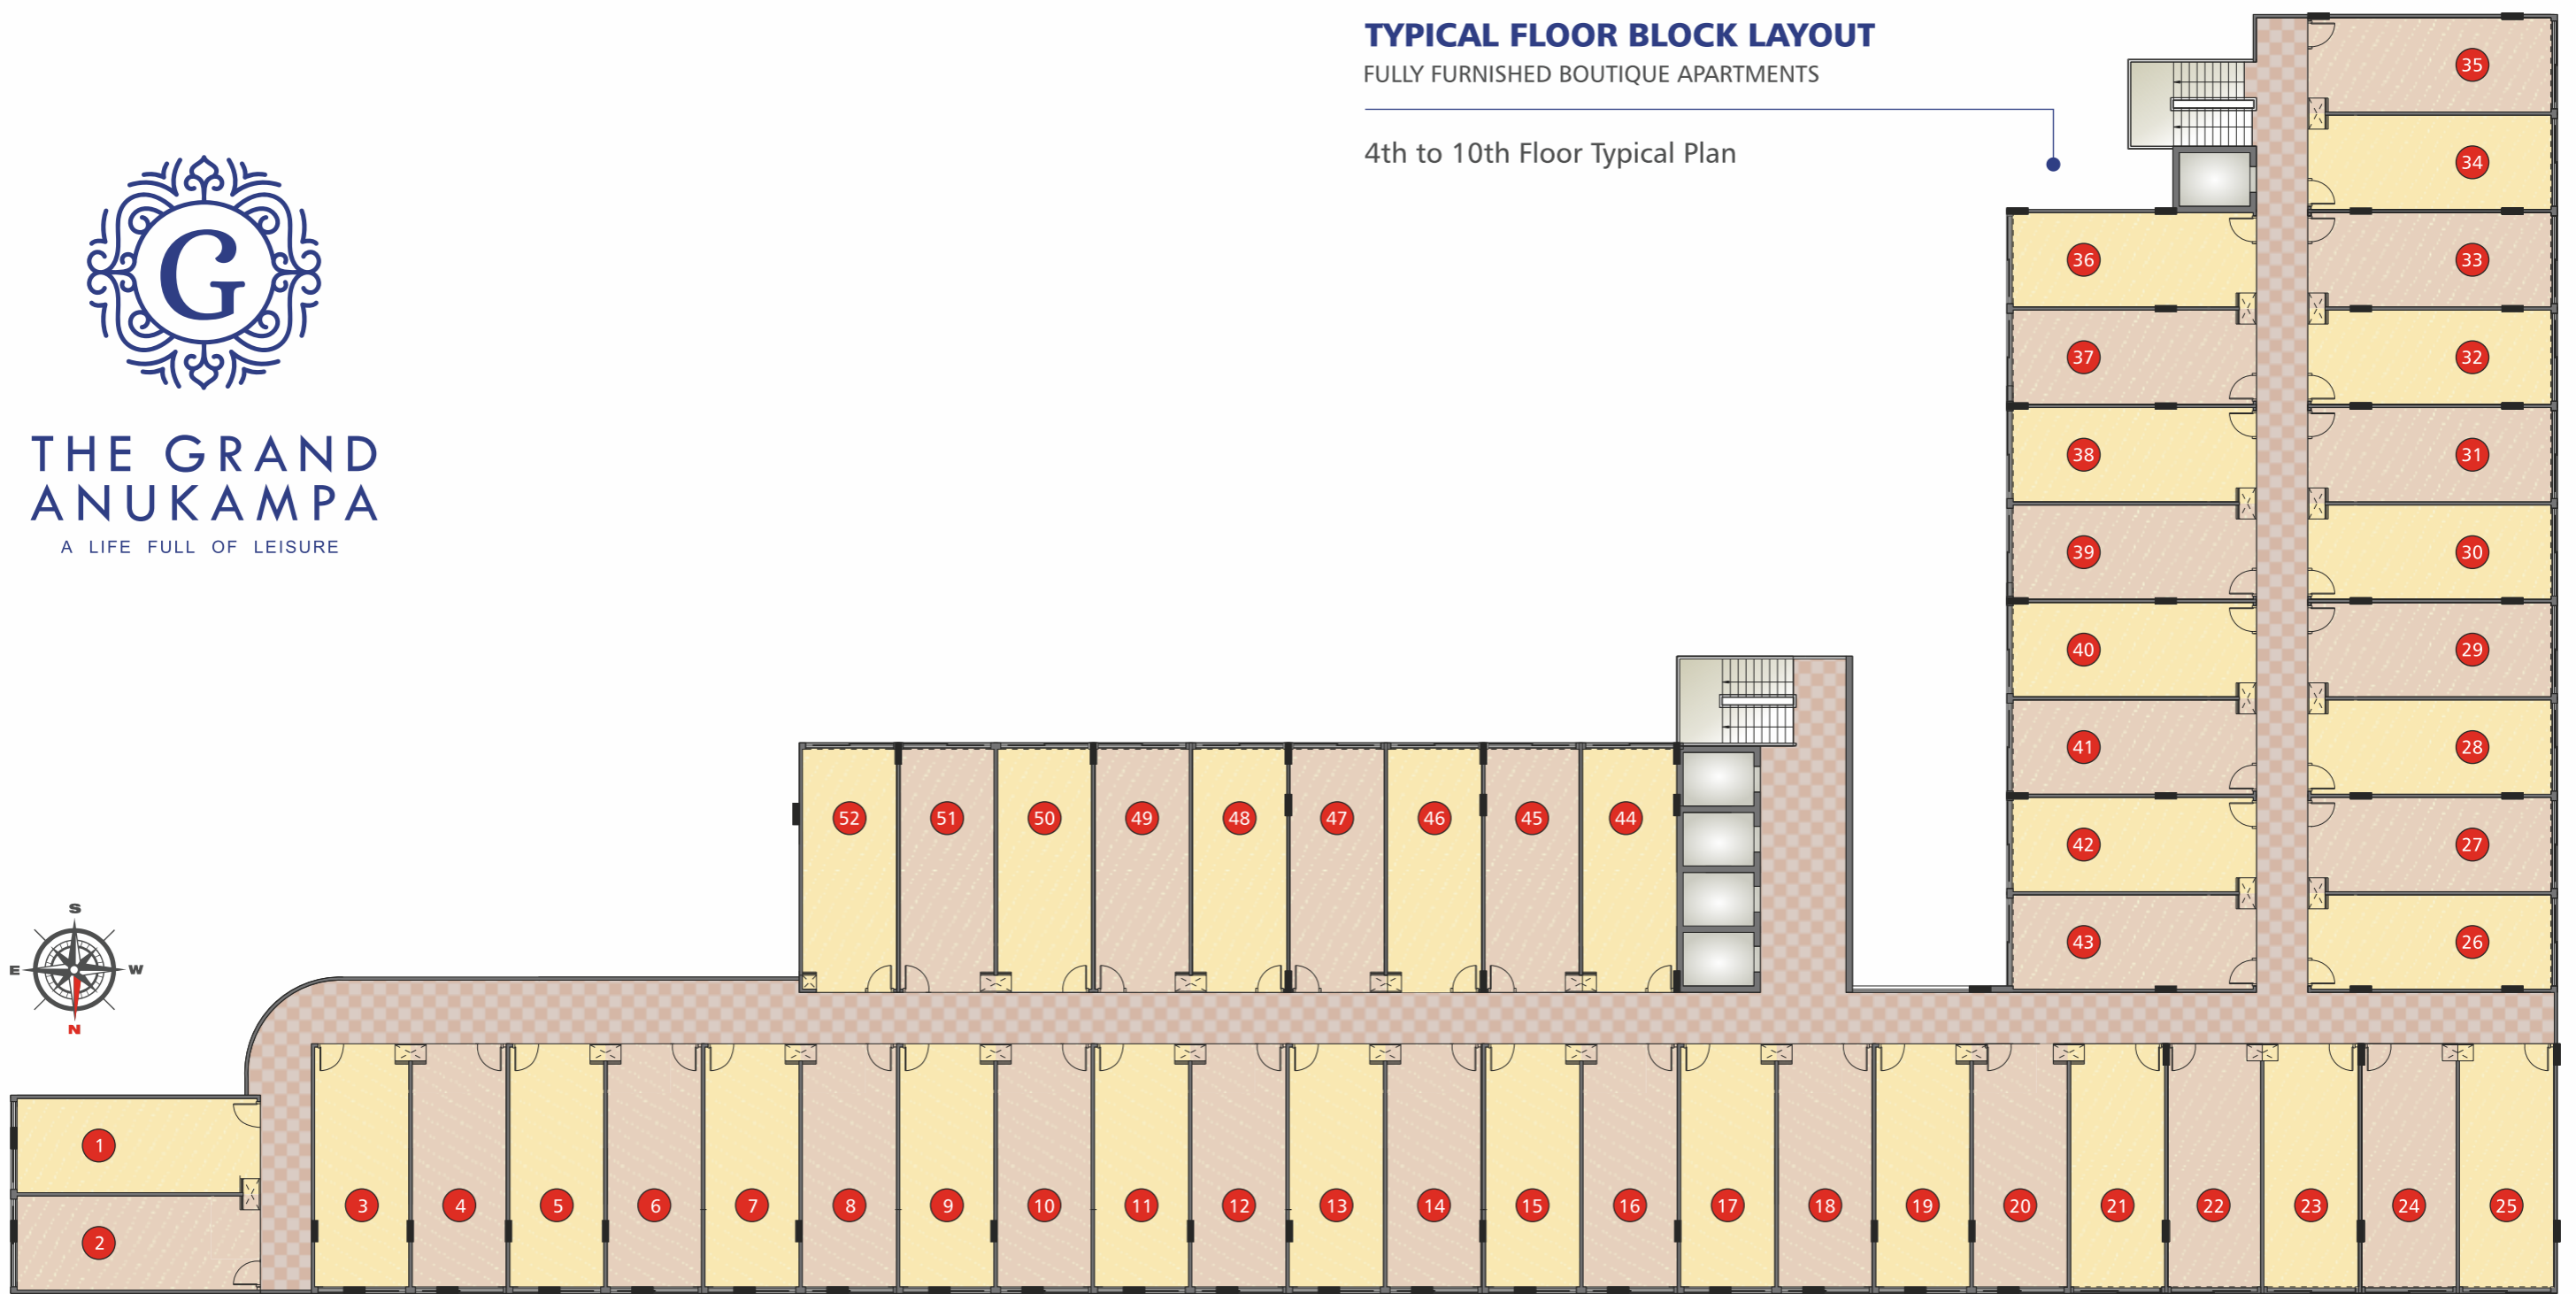 TYPICAL FLOOR BLOCK LAYOUT
FULLY FURNISHED BOUTIQUE APARTMENTS
4th to 10th Floor Typical Plan
G
THE GRAND
ANUKAMPA
A LIFE FULL OF LEISURE
35
34
36 33
37 32
38 31
39 30
40 29
41 28
52 51 50 49 48 47 46 45 44 42 27
43 26
S
E W
N
1
3 4 5 6 7 8 9 10 11 12 13 14 15 16 17 18 19 20 21 22 23 24 25
2